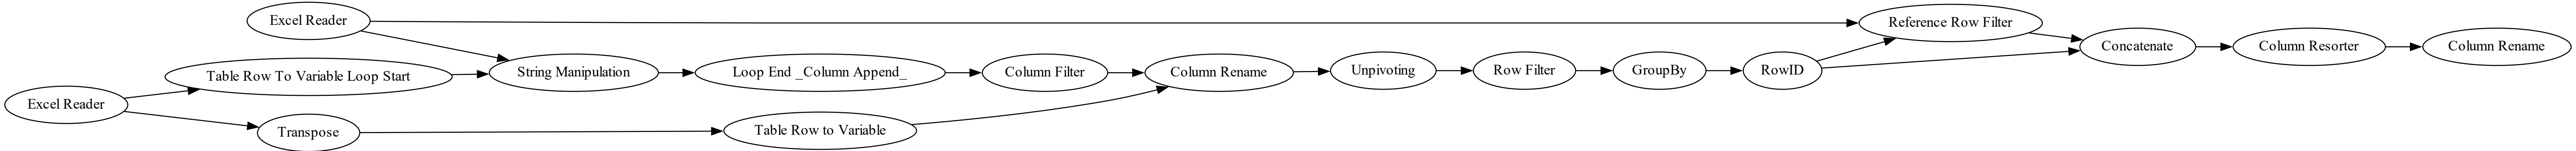 Excel Reader
Reference Row Filter
Concatenate
Column Resorter
Column Rename
Table Row To Variable Loop Start
String Manipulation
Loop End _Column Append_
Column Filter
Column Rename
Unpivoting
Row Filter
GroupBy
RowID
Excel Reader
Transpose
Table Row to Variable